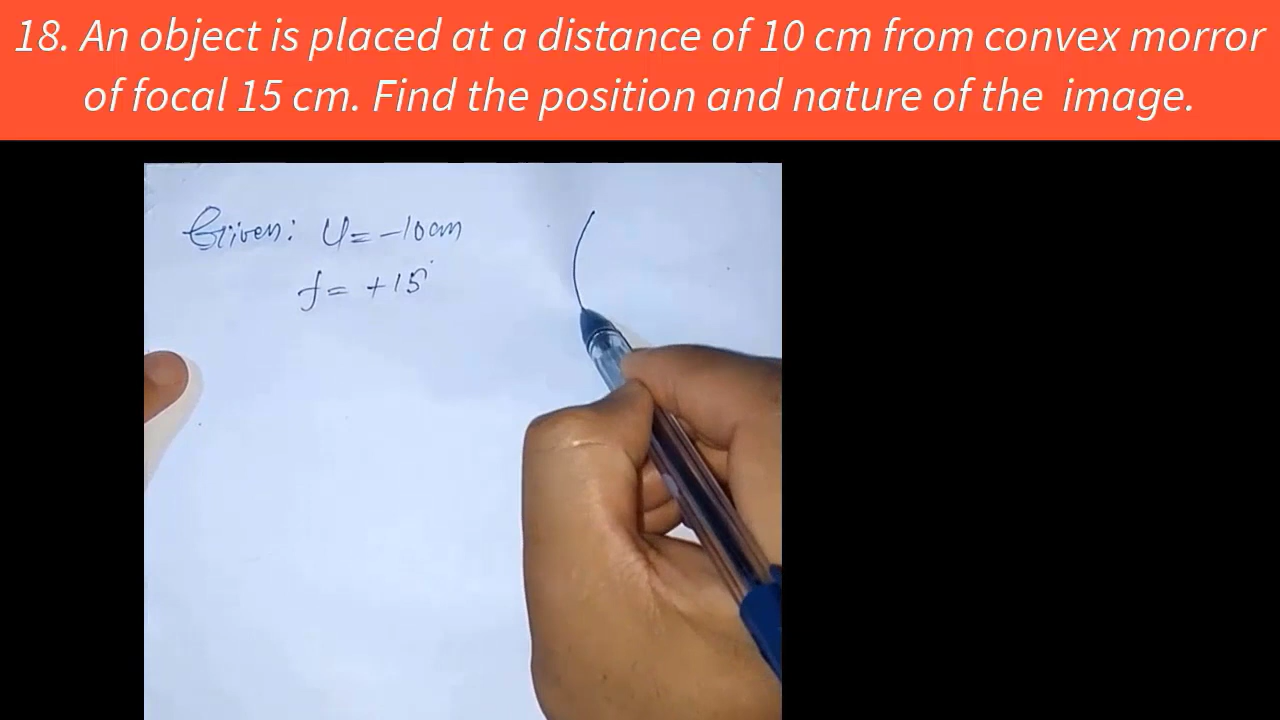 18. An object is placed at a distance of 10 cm from convex morror
of focal 15 cm. Find the position and nature of the image.
Given: U = -10cm
f = +15